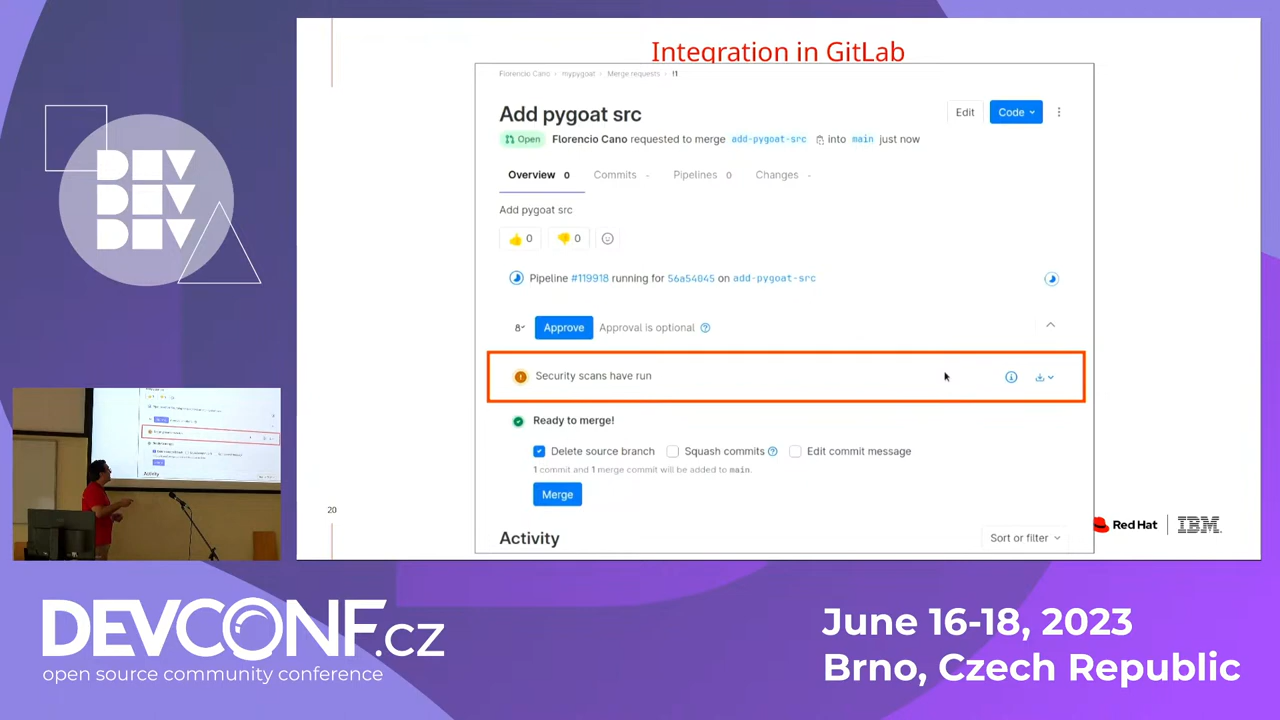 Integration in GitLab
Florencio Cano › mypygoat › Merge requests › !1
Add pygoat src
Edit
Code
Open
Florencio Cano requested to merge add-pygoat-src into main just now
Overview 0
Commits -
Pipelines 0
Changes -
Add pygoat src
0
0
Pipeline #119918 running for 56a54045 on add-pygoat-src
Approve
Approval is optional
Security scans have run
Ready to merge!
Delete source branch
Squash commits
Edit commit message
1 commit and 1 merge commit will be added to main.
Merge
Activity
Sort or filter
20
Red Hat
IBM
DEV
DEV
DEV
DEVCONF.CZ
open source community conference
June 16-18, 2023
Brno, Czech Republic